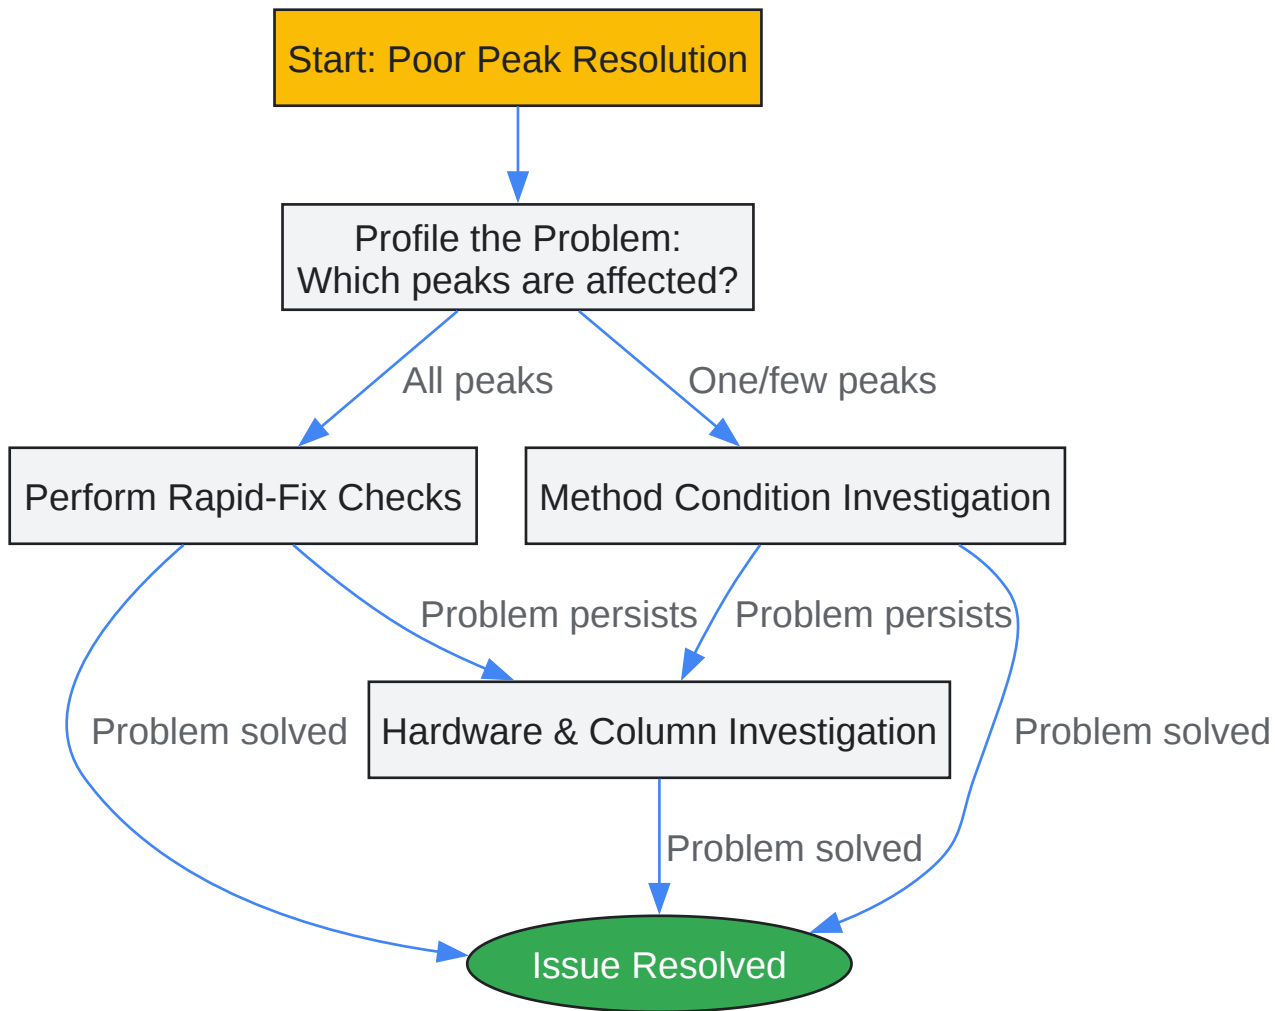 Start: Poor Peak Resolution
Profile the Problem:
Which peaks are affected?
All peaks
One/few peaks
Perform Rapid-Fix Checks
Method Condition Investigation
Problem persists
Problem persists
Problem solved
Hardware & Column Investigation
Problem solved
Problem solved
Issue Resolved